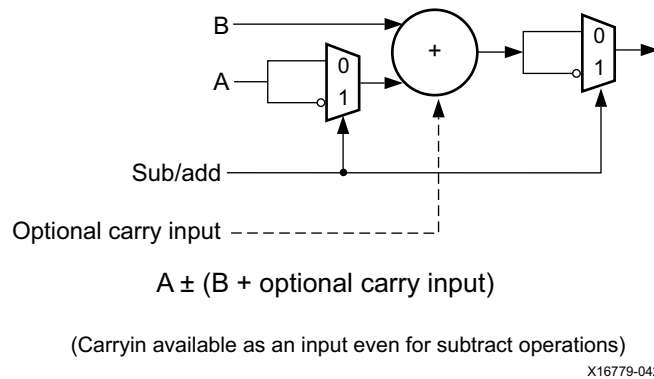 B
A
0
1
+
0
1
Sub/add
Optional carry input
A ± (B + optional carry input)
(Carryin available as an input even for subtract operations)